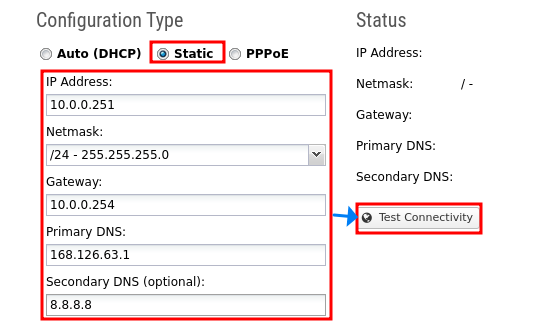 Configuration Type
Auto (DHCP) Static PPPoE
IP Address:
10.0.0.251
Netmask:
/24 - 255.255.255.0
Gateway:
10.0.0.254
Primary DNS:
168.126.63.1
Secondary DNS (optional):
8.8.8.8
Status
IP Address:
Netmask: / -
Gateway:
Primary DNS:
Secondary DNS:
Test Connectivity